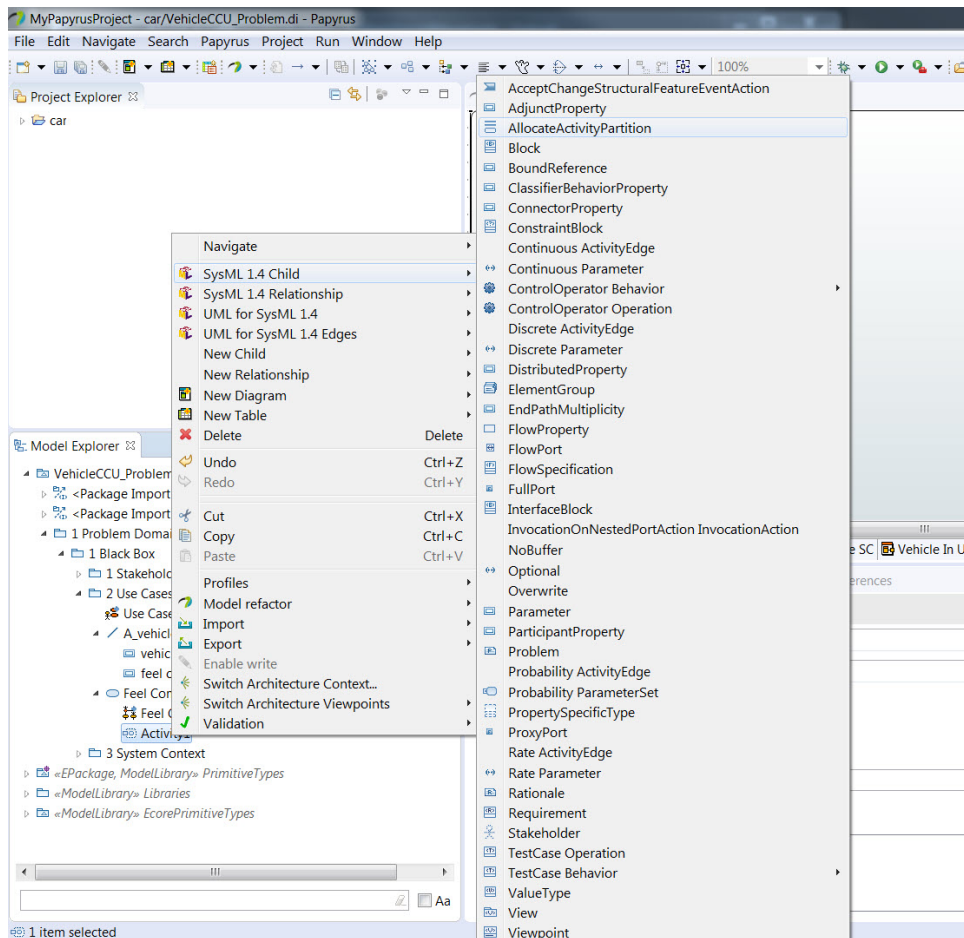 MyPapyrusProject - car/VehicleCCU_Problem.di - Papyrus
File Edit Navigate Search Papyrus Project Run Window Help
100%
Project Explorer
car
Navigate
SysML 1.4 Child
SysML 1.4 Relationship
UML for SysML 1.4
UML for SysML 1.4 Edges
New Child
New Relationship
New Diagram
New Table
Delete Delete
Undo Ctrl+Z
Redo Ctrl+Y
Cut Ctrl+X
Copy Ctrl+C
Paste Ctrl+V
Profiles
Model refactor
Import
Export
Enable write
Switch Architecture Context...
Switch Architecture Viewpoints
Validation
AcceptChangeStructuralFeatureEventAction
AdjunctProperty
AllocateActivityPartition
Block
BoundReference
ClassifierBehaviorProperty
ConnectorProperty
ConstraintBlock
Continuous ActivityEdge
Continuous Parameter
ControlOperator Behavior
ControlOperator Operation
Discrete ActivityEdge
Discrete Parameter
DistributedProperty
ElementGroup
EndPathMultiplicity
FlowProperty
FlowPort
FlowSpecification
FullPort
InterfaceBlock
InvocationOnNestedPortAction InvocationAction
NoBuffer
Optional
Overwrite
Parameter
ParticipantProperty
Problem
Probability ActivityEdge
Probability ParameterSet
PropertySpecificType
ProxyPort
Rate ActivityEdge
Rate Parameter
Rationale
Requirement
Stakeholder
TestCase Operation
TestCase Behavior
ValueType
View
Viewpoint
Model Explorer
VehicleCCU_Problem
<Package Import
<Package Import
1 Problem Domai
1 Black Box
1 Stakeholc
2 Use Cases
Use Case
A_vehicl
vehic
feel c
Feel Cor
Feel
Activity1
3 System Context
«EPackage, ModelLibrary» PrimitiveTypes
«ModelLibrary» Libraries
«ModelLibrary» EcorePrimitiveTypes
Aa
1 item selected
SC Vehicle In U
erences